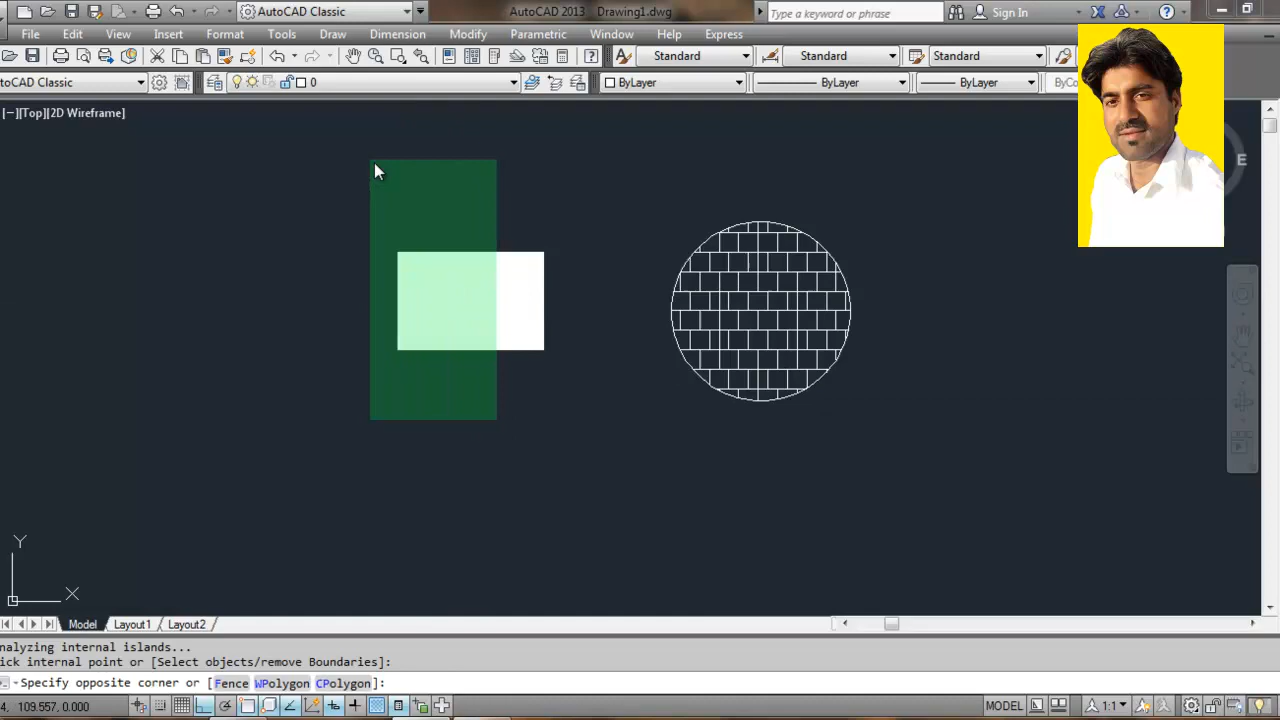 AutoCAD Classic AutoCAD 2013 Drawing1.dwg Type a keyword or phrase Sign In
File Edit View Insert Format Tools Draw Dimension Modify Parametric Window Help Express
Standard Standard Standard
toCAD Classic 0 ByLayer ByLayer ByLayer ByCo
[−][Top][2D Wireframe]
E
Y
X
Model Layout1 Layout2
nalyzing internal islands...
ick internal point or [Select objects/remove Boundaries]:
Specify opposite corner or [Fence WPolygon CPolygon]:
4, 109.557, 0.000 MODEL 1:1